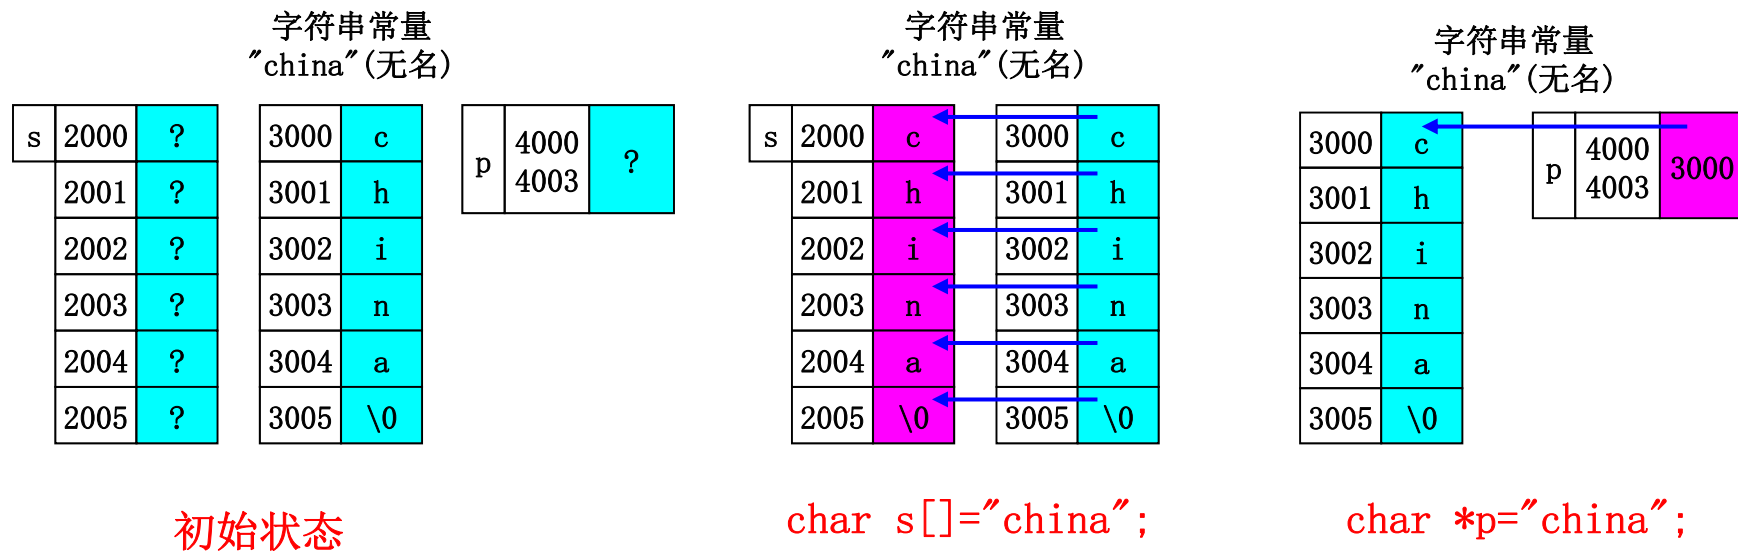 字符串常量
"china"(无名)
s 2000 ? 3000 c p 4000 4003 ?
2001 ? 3001 h
2002 ? 3002 i
2003 ? 3003 n
2004 ? 3004 a
2005 ? 3005 \0
初始状态
字符串常量
"china"(无名)
s 2000 c 3000 c
2001 h 3001 h
2002 i 3002 i
2003 n 3003 n
2004 a 3004 a
2005 \0 3005 \0
char s[]="china";
字符串常量
"china"(无名)
3000 c p 4000 4003 3000
3001 h
3002 i
3003 n
3004 a
3005 \0
char *p="china";